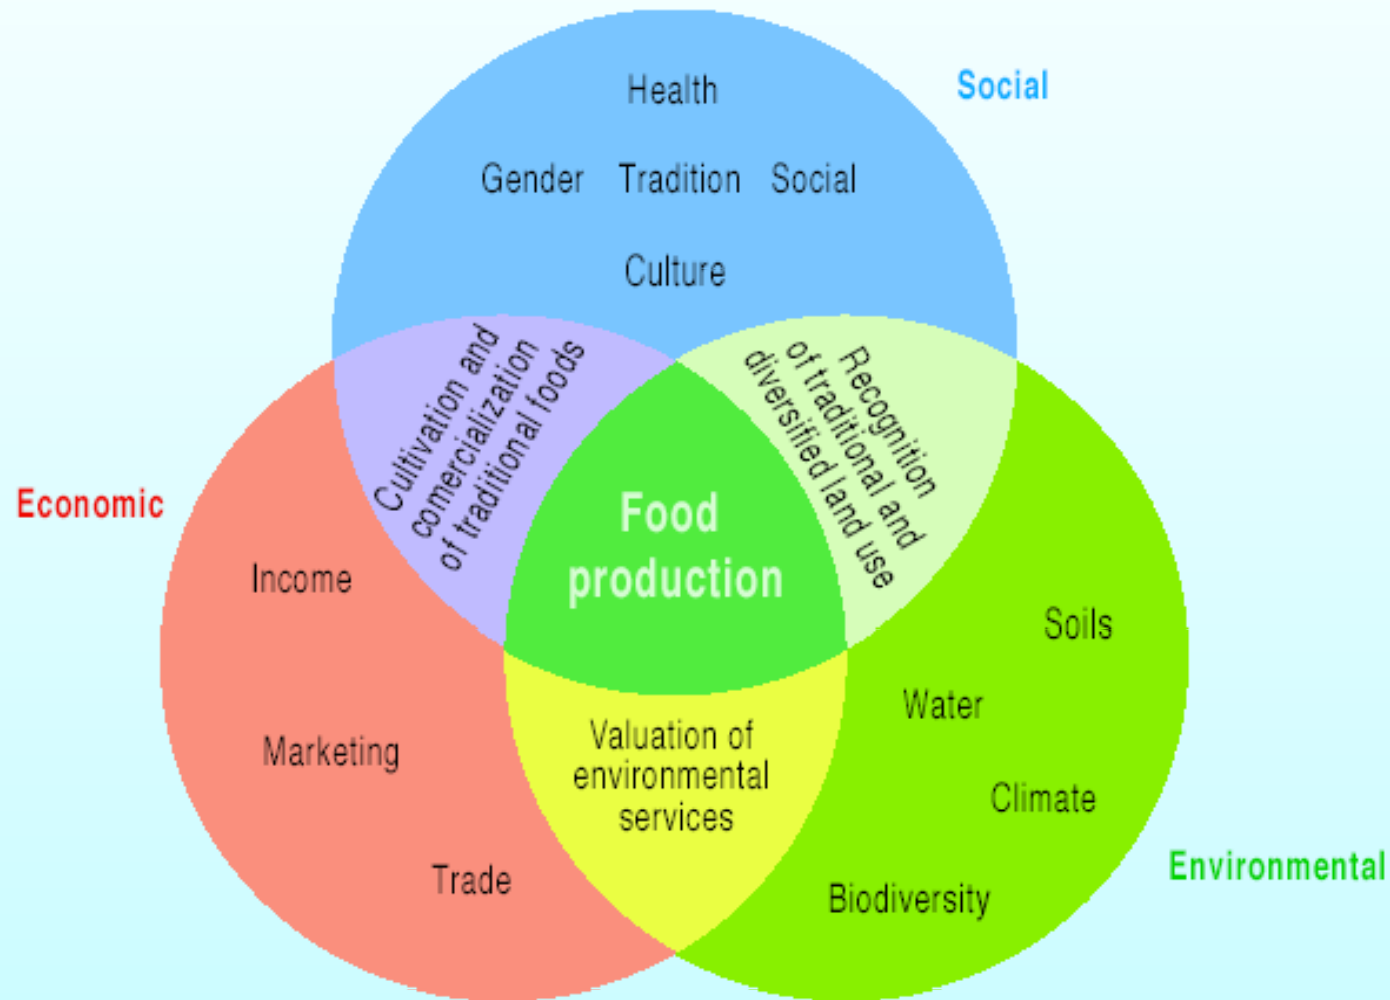 Social
Health
Gender Tradition Social
Culture
Cultivation and
comercialization
of traditional foods
Recognition
of traditional and
diversified land use
Economic
Food
production
Income
Marketing
Trade
Valuation of
environmental
services
Soils
Water
Climate
Biodiversity
Environmental